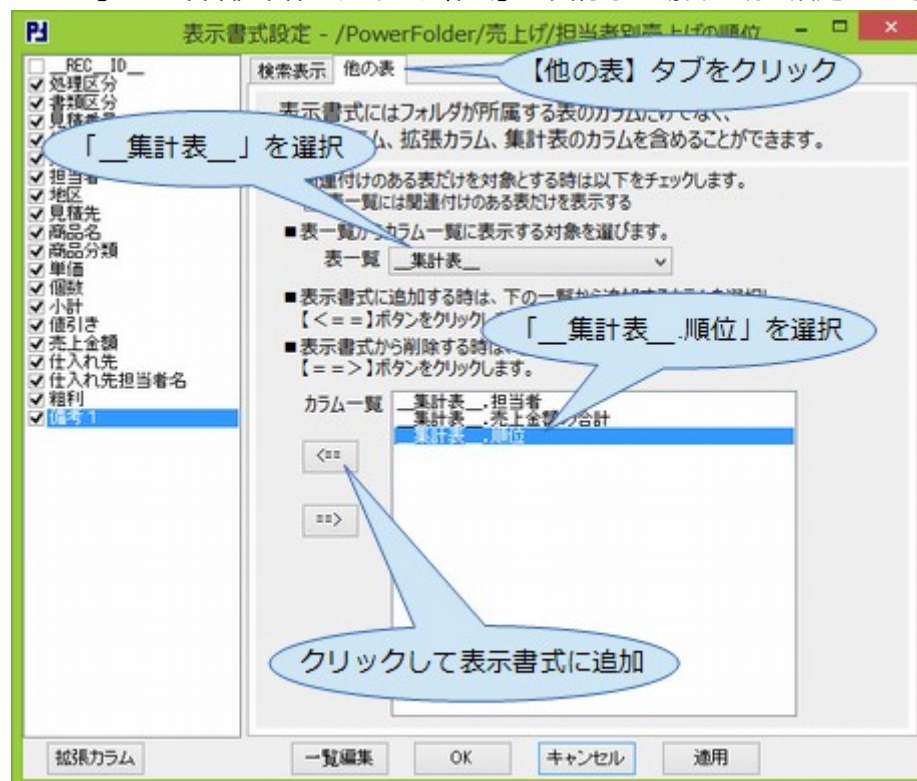 表示書式設定 - /PowerFolder/売上げ/担当者別売上げの順位
__REC_ID__
処理区分
書類区分
担当者
地区
見積先
商品名
商品分類
単価
個数
小計
値引き
売上金額
仕入れ先
仕入れ先担当者名
粗利
備考1
検索表示 他の表
【他の表】タブをクリック
表示書式にはフォルダが所属する表のカラムだけでなく、
、拡張カラム、集計表のカラムを含めることができます。
「__集計表__」を選択
関連付けのある表だけを対象とする時は以下をチェックします。
表一覧には関連付けのある表だけを表示する
■表一覧からカラム一覧に表示する対象を選びます。
表一覧 __集計表__
■表示書式に追加する時は、下の一覧から追加するカラムを選択し
【<==】ボタンをクリックし
「__集計表__.順位」を選択
■表示書式から削除する時は、
【==>】ボタンをクリックします。
カラム一覧 __集計表__.担当者
__集計表__.売上金額の合計
__集計表__.順位
<==
==>
クリックして表示書式に追加
拡張カラム 一覧編集 OK キャンセル 適用